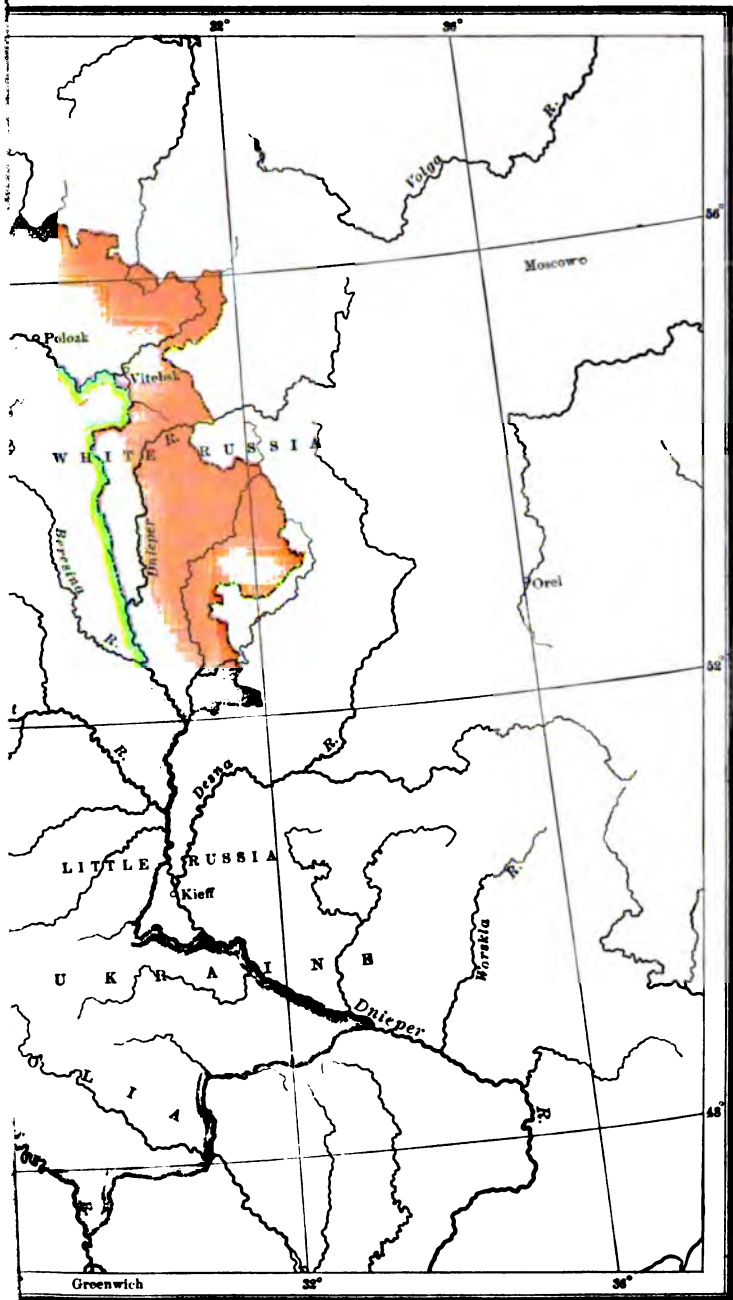 32° 36°
Volga R.
56°
Moscowo
Polozk
Vitebsk
WHITE RUSSIA
R.
Dnieper
Beresina
R.
Orel
52°
R.
Desna
R.
LITTLE RUSSIA
Kieff
R.
Worskla
UKRAINE
Dnieper
R.
OLIA
48°
Greenwich 32° 36°